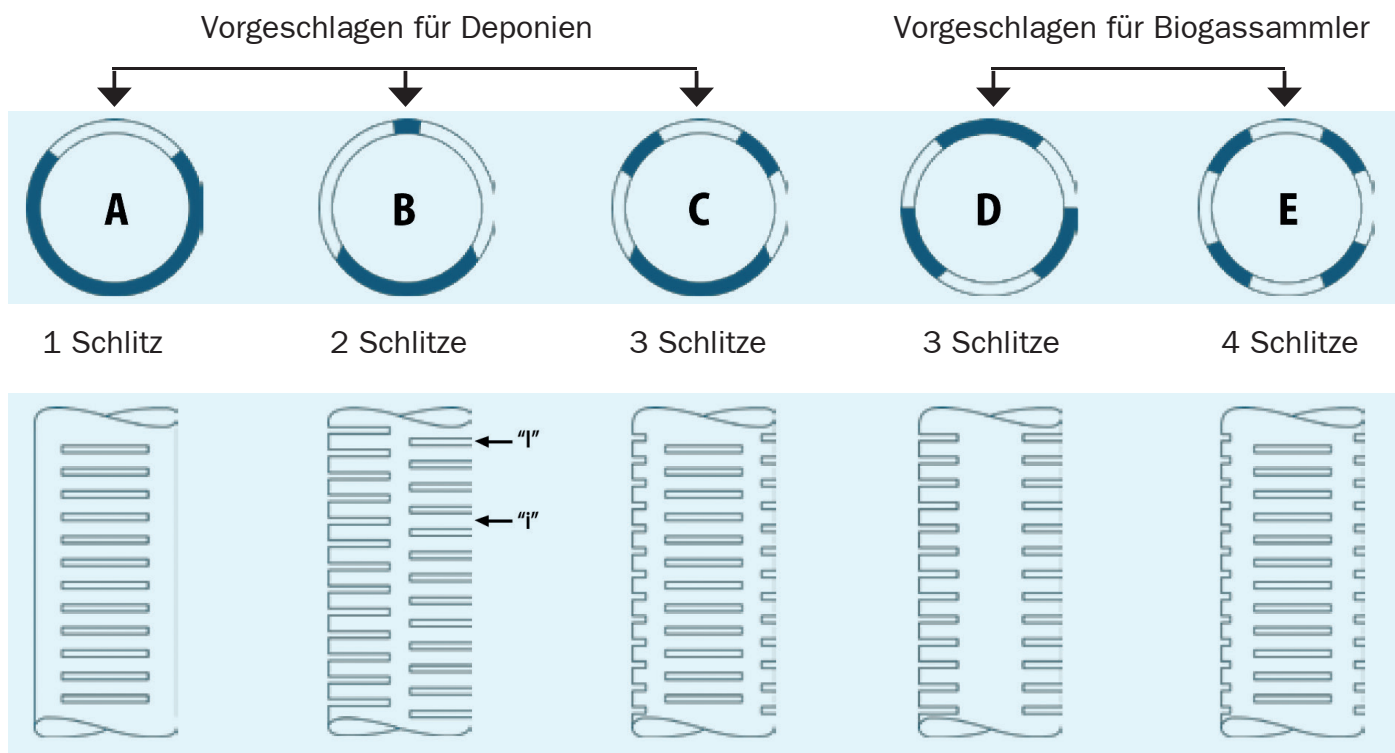 Vorgeschlagen für Deponien
Vorgeschlagen für Biogassammler
A
B
C
D
E
1 Schlitz
2 Schlitze
3 Schlitze
3 Schlitze
4 Schlitze
“l”
“i”